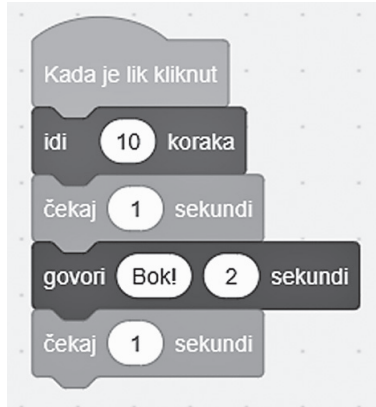 Kada je lik kliknut
idi 10 koraka
čekaj 1 sekundi
govori Bok! 2 sekundi
čekaj 1 sekundi